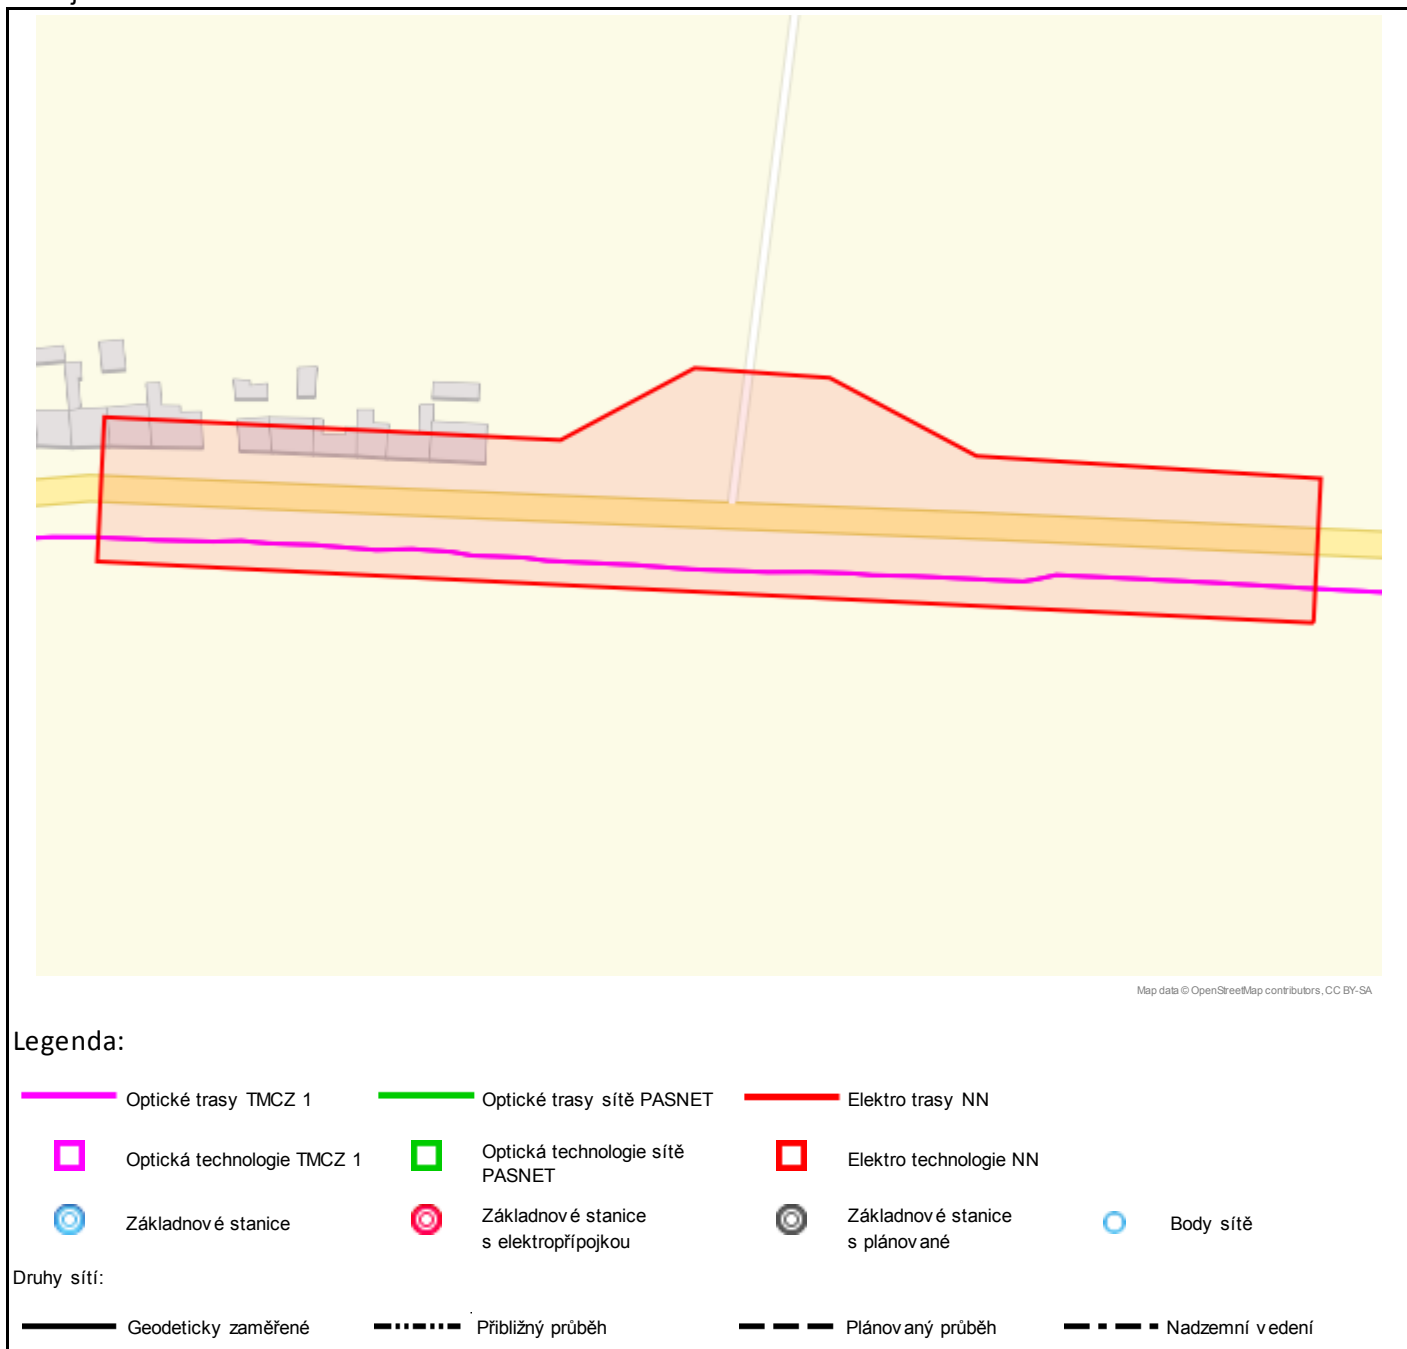 Map data © OpenStreetMap contributors, CC BY-SA
Legenda:
Optické trasy TMCZ 1
Optické trasy sítě PASNET
Elektro trasy NN
Optická technologie TMCZ 1
Optická technologie sítě
PASNET
Elektro technologie NN
Základnové stanice
Základnové stanice
s elektropřípojkou
Základnové stanice
s plánované
Body sítě
Druhy sítí:
Geodeticky zaměřené
Přibližný průběh
Plánovaný průběh
Nadzemní vedení